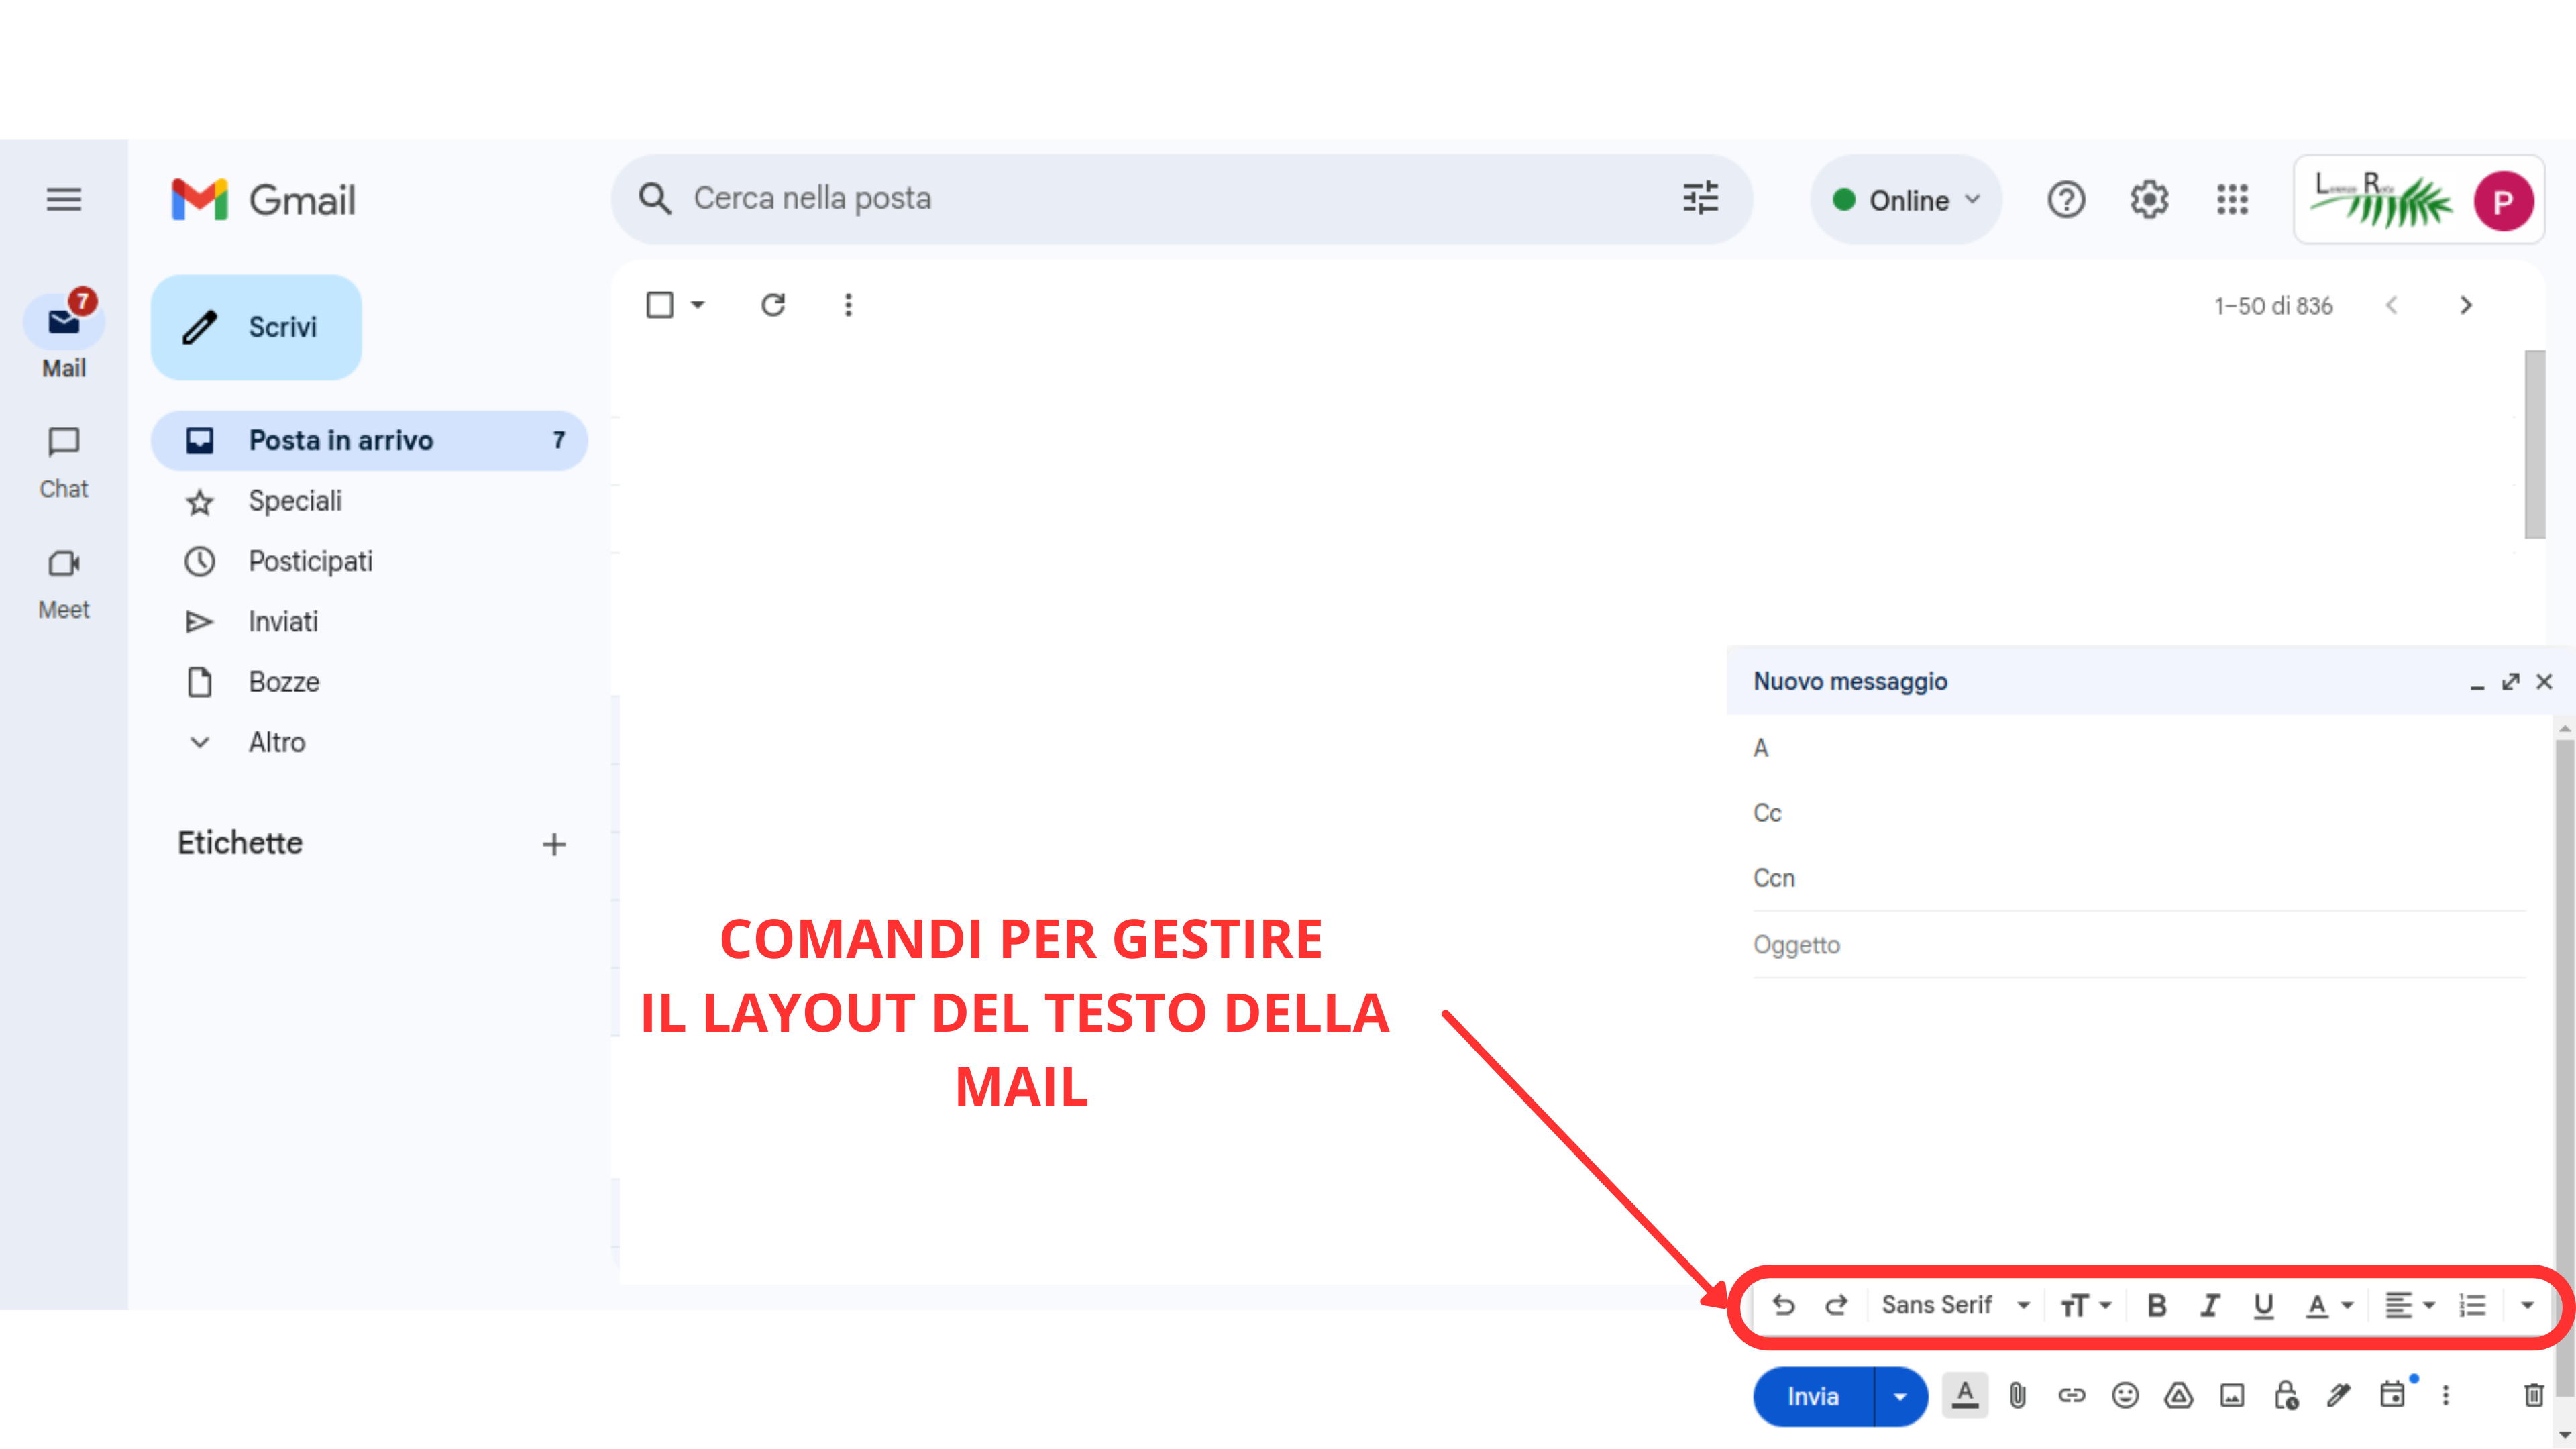 Gmail
Cerca nella posta
Online
P
7
Mail
Scrivi
1–50 di 836
Posta in arrivo 7
Chat
Speciali
Posticipati
Meet
Inviati
Bozze
Altro
Etichette
COMANDI PER GESTIRE
IL LAYOUT DEL TESTO DELLA
MAIL
Nuovo messaggio
A
Cc
Ccn
Oggetto
Sans Serif
Invia